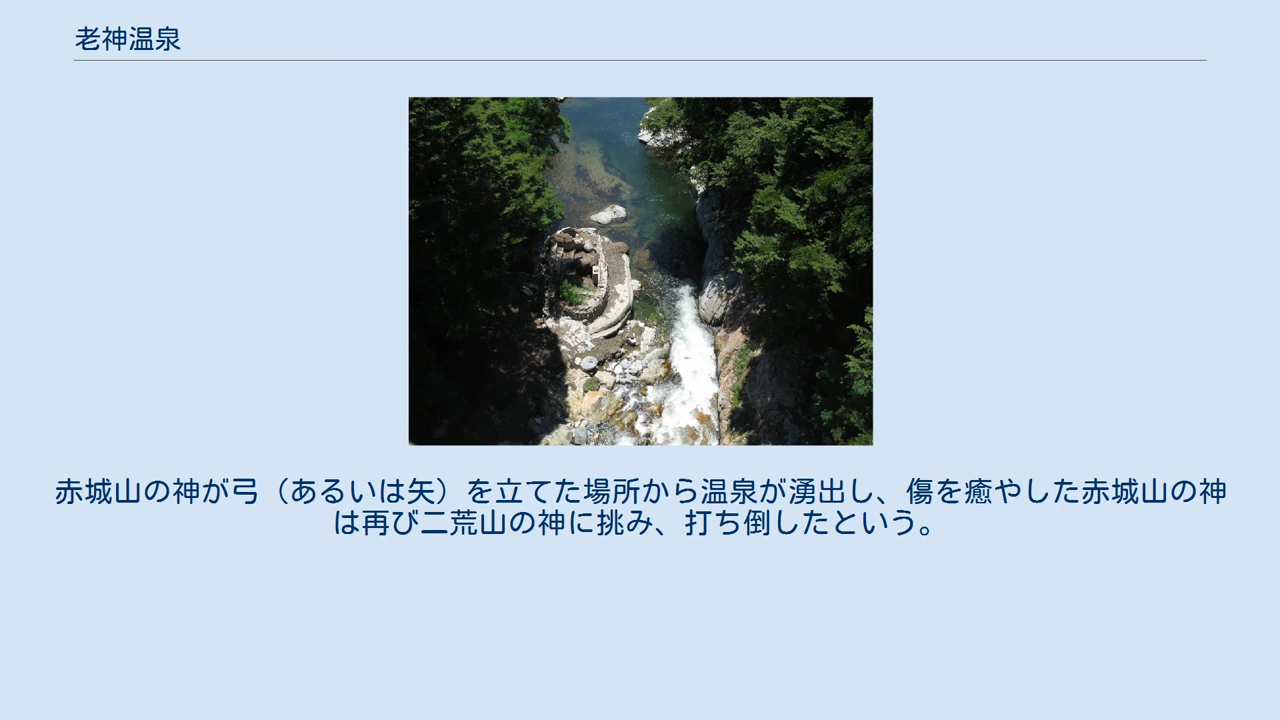 老神温泉
赤城山の神が弓（あるいは矢）を立てた場所から温泉が湧出し、傷を癒やした赤城山の神
は再び二荒山の神に挑み、打ち倒したという。